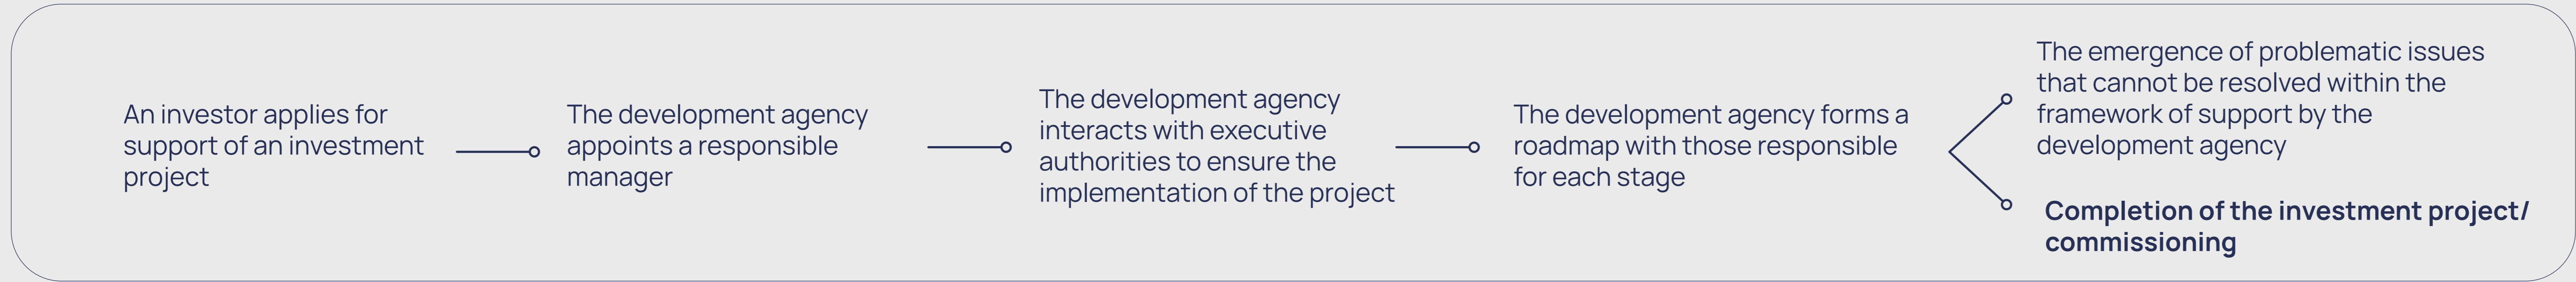 An investor applies for
support of an investment
project
The development agency
appoints a responsible
manager
The development agency
interacts with executive
authorities to ensure the
implementation of the project
The development agency forms a
roadmap with those responsible
for each stage
The emergence of problematic issues
that cannot be resolved within the
framework of support by the
development agency
Completion of the investment project/
commissioning